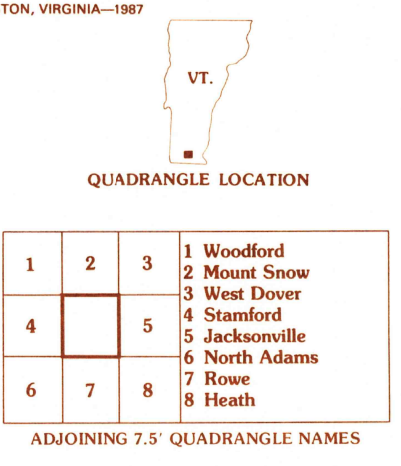 TON, VIRGINIA—1987
VT.
QUADRANGLE LOCATION
1 2 3
4 5
6 7 8
1 Woodford
2 Mount Snow
3 West Dover
4 Stamford
5 Jacksonville
6 North Adams
7 Rowe
8 Heath
ADJOINING 7.5′ QUADRANGLE NAMES